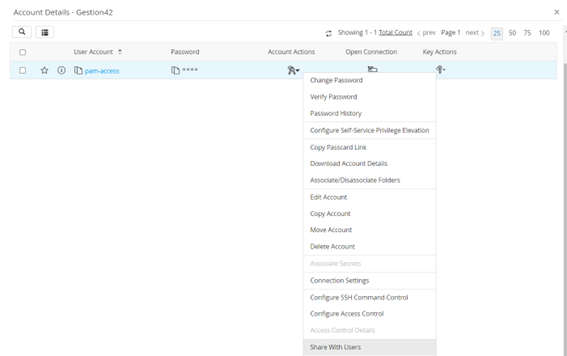 Account Details - Gestion42
Showing 1 - 1 Total Count prev Page 1 next 25 50 75 100
User Account Password Account Actions Open Connection Key Actions
pam-access ****
Change Password
Verify Password
Password History
Configure Self-Service Privilege Elevation
Copy Passcard Link
Download Account Details
Associate/Disassociate Folders
Edit Account
Copy Account
Move Account
Delete Account
Associate Secrets
Connection Settings
Configure SSH Command Control
Configure Access Control
Access Control Details
Share With Users